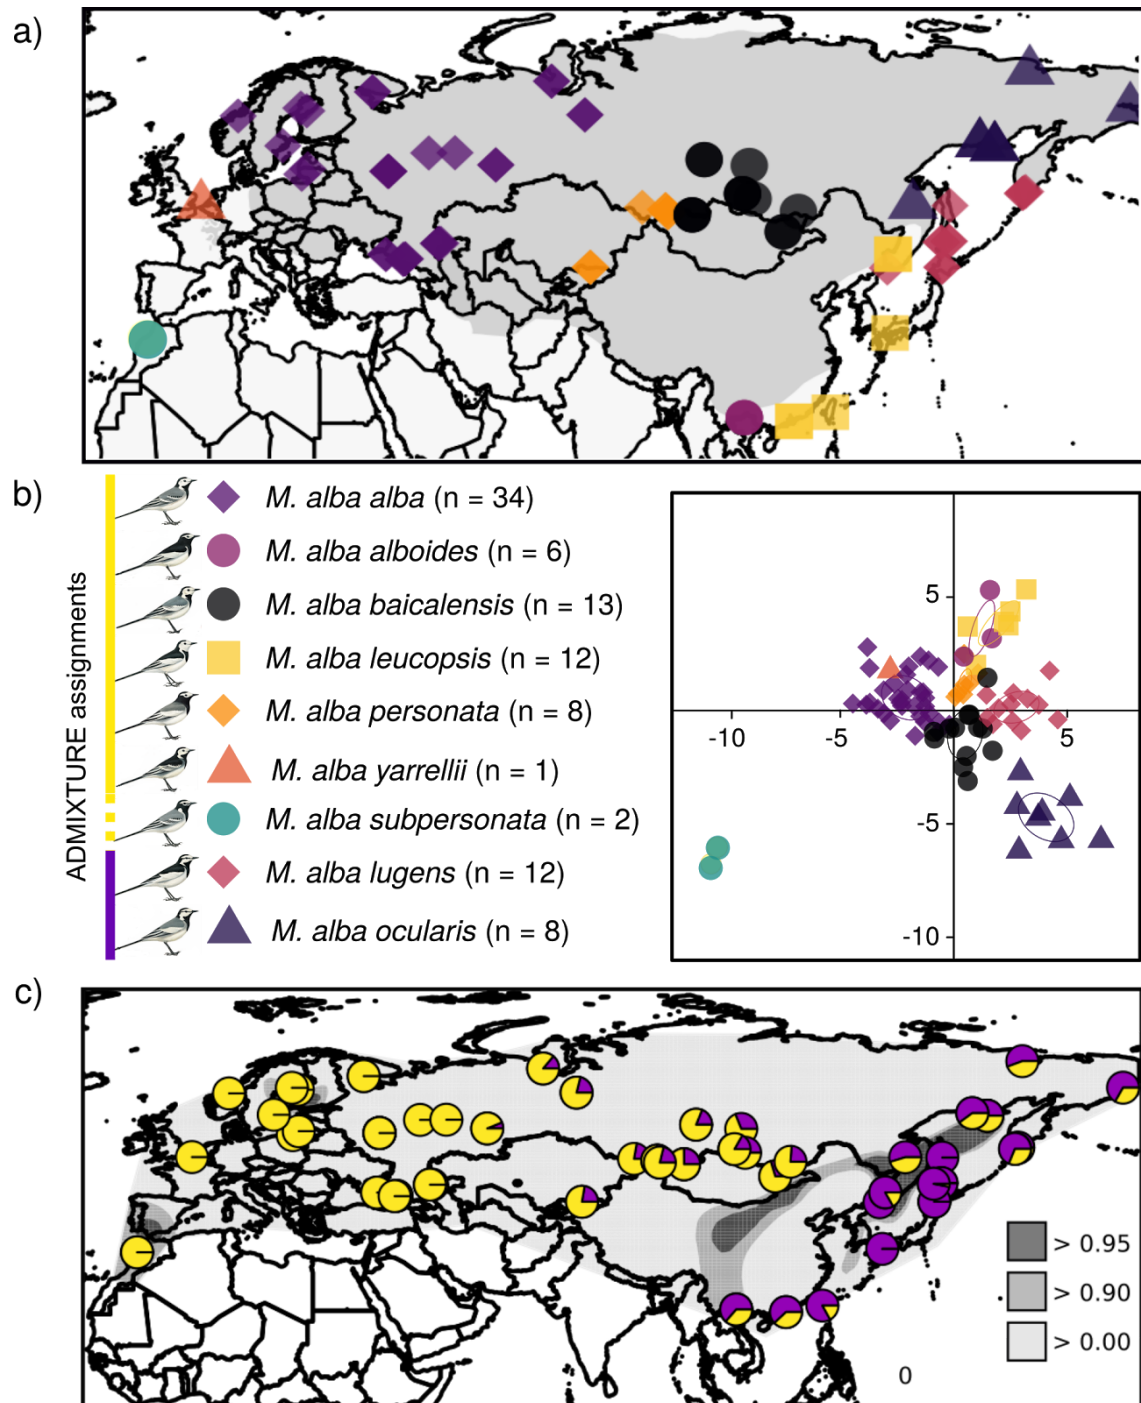 a)
b)
ADMIXTURE assignments
M. alba alba (n = 34)
M. alba alboides (n = 6)
M. alba baicalensis (n = 13)
M. alba leucopsis (n = 12)
M. alba personata (n = 8)
M. alba yarrellii (n = 1)
M. alba subpersonata (n = 2)
M. alba lugens (n = 12)
M. alba ocularis (n = 8)
5
-10
-5
5
-5
-10
c)
> 0.95
> 0.90
> 0.00
0